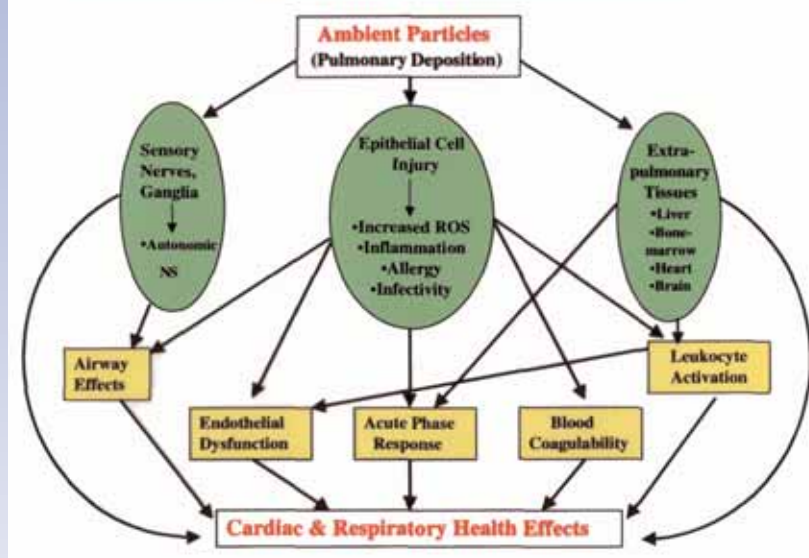 Ambient Particles
(Pulmonary Deposition)
Sensory
Nerves,
Ganglia
•Autonomic
NS
Epithelial Cell
Injury
•Increased ROS
•Inflammation
•Allergy
•Infectivity
Extra-
pulmonary
Tissues
•Liver
•Bone-
marrow
•Heart
•Brain
Airway
Effects
Endothelial
Dysfunction
Acute Phase
Response
Blood
Coagulability
Leukocyte
Activation
Cardiac & Respiratory Health Effects